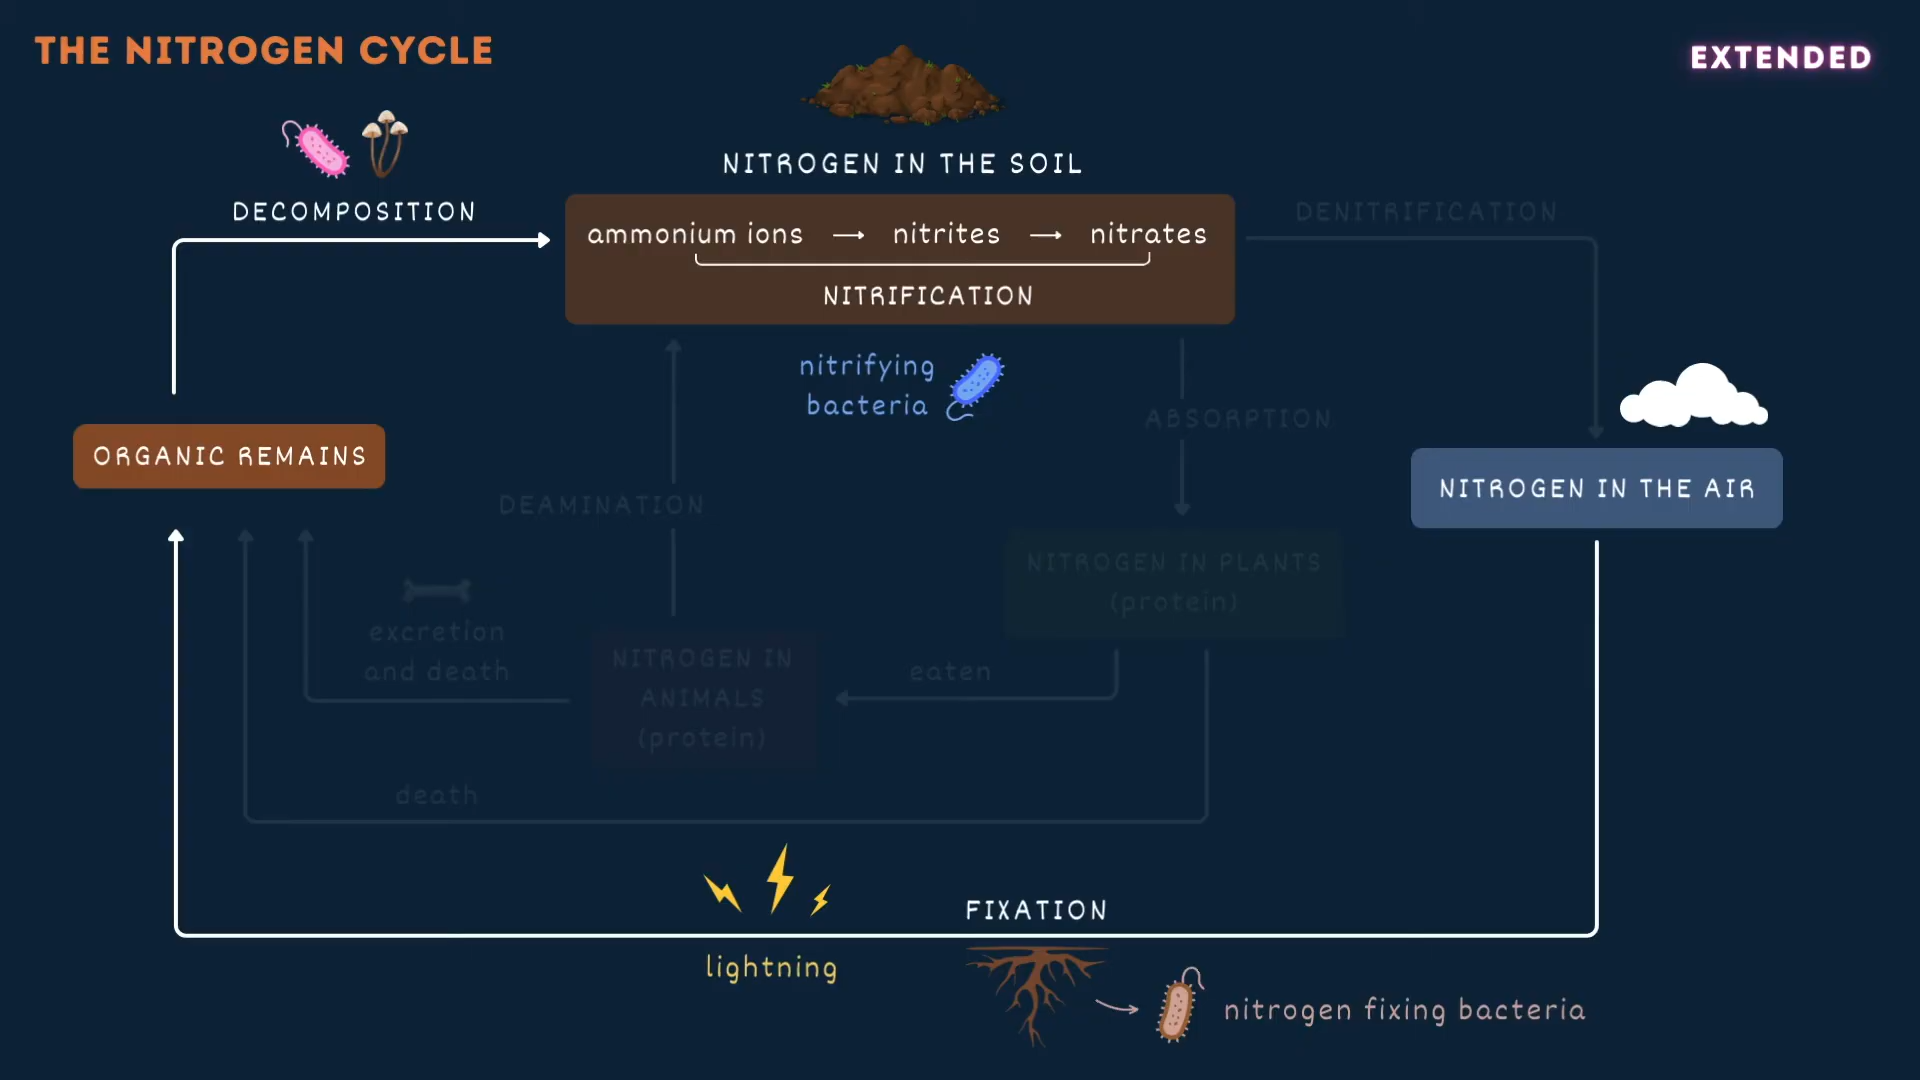 THE NITROGEN CYCLE
EXTENDED
NITROGEN IN THE SOIL
DECOMPOSITION
DENITRIFICATION
ammonium ions → nitrites → nitrates
NITRIFICATION
nitrifying
bacteria
ABSORPTION
ORGANIC REMAINS
NITROGEN IN THE AIR
DEAMINATION
NITROGEN IN PLANTS
(protein)
excretion
and death
NITROGEN IN
ANIMALS
(protein)
eaten
death
FIXATION
lightning
nitrogen fixing bacteria